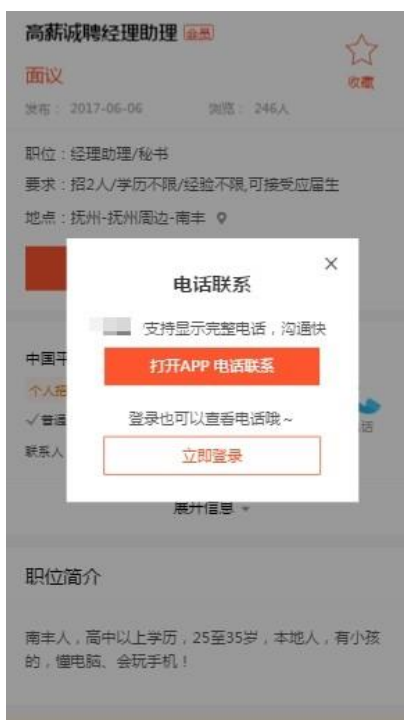 高薪诚聘经理助理 会员
面议
收藏
发布： 2017-06-06 浏览： 246人
职位：经理助理/秘书
要求：招2人/学历不限/经验不限,可接受应届生
地点：抚州-抚州周边-南丰
×
电话联系
支持显示完整电话，沟通快
打开APP 电话联系
登录也可以查看电话哦～
立即登录
中国平
个人招
✓普通
话
联系人
展开信息
职位简介
南丰人，高中以上学历，25至35岁，本地人，有小孩
的，懂电脑、会玩手机！